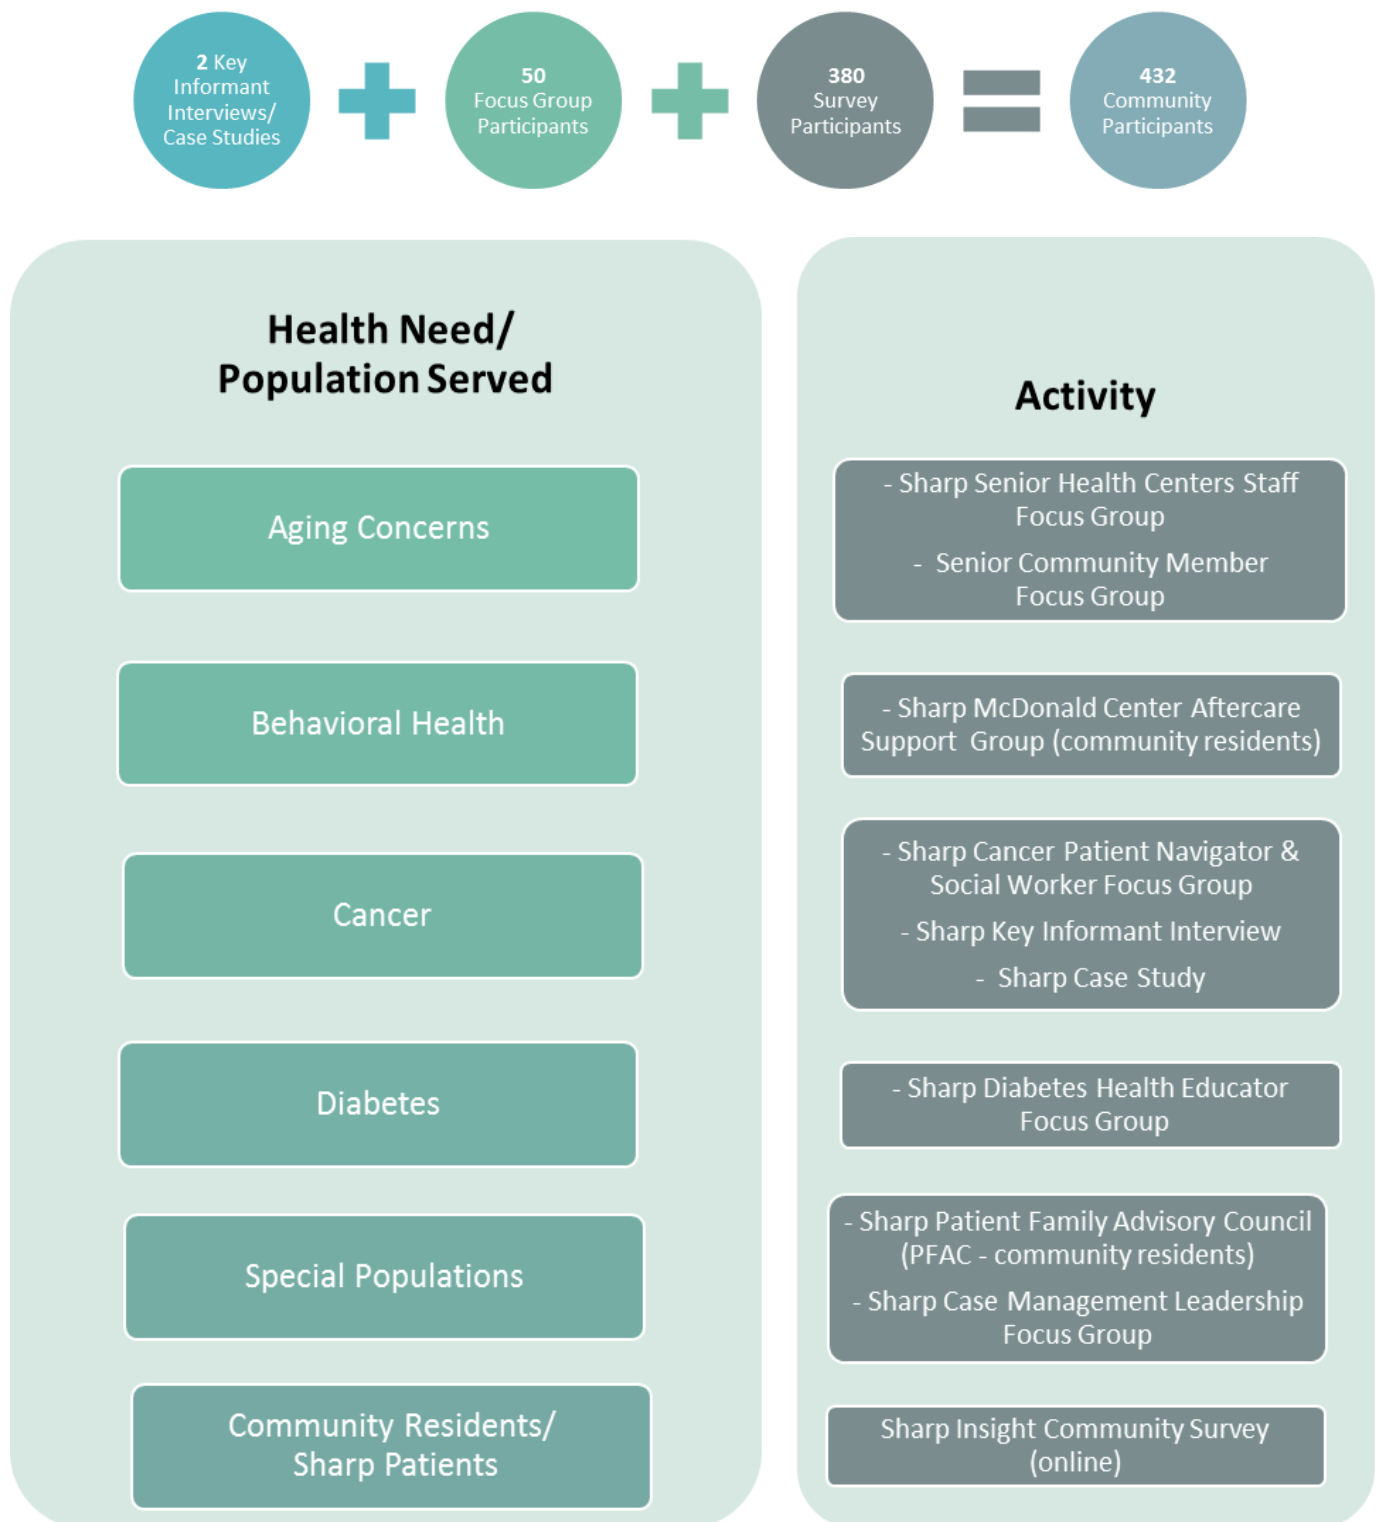 2 Key
Informant
Interviews/
Case Studies
50
Focus Group
Participants
380
Survey
Participants
432
Community
Participants
Health Need/
Population Served
Activity
Aging Concerns
- Sharp Senior Health Centers Staff
Focus Group
- Senior Community Member
Focus Group
Behavioral Health
- Sharp McDonald Center Aftercare
Support Group (community residents)
Cancer
- Sharp Cancer Patient Navigator &
Social Worker Focus Group
- Sharp Key Informant Interview
- Sharp Case Study
Diabetes
- Sharp Diabetes Health Educator
Focus Group
Special Populations
- Sharp Patient Family Advisory Council
(PFAC - community residents)
- Sharp Case Management Leadership
Focus Group
Community Residents/
Sharp Patients
Sharp Insight Community Survey
(online)